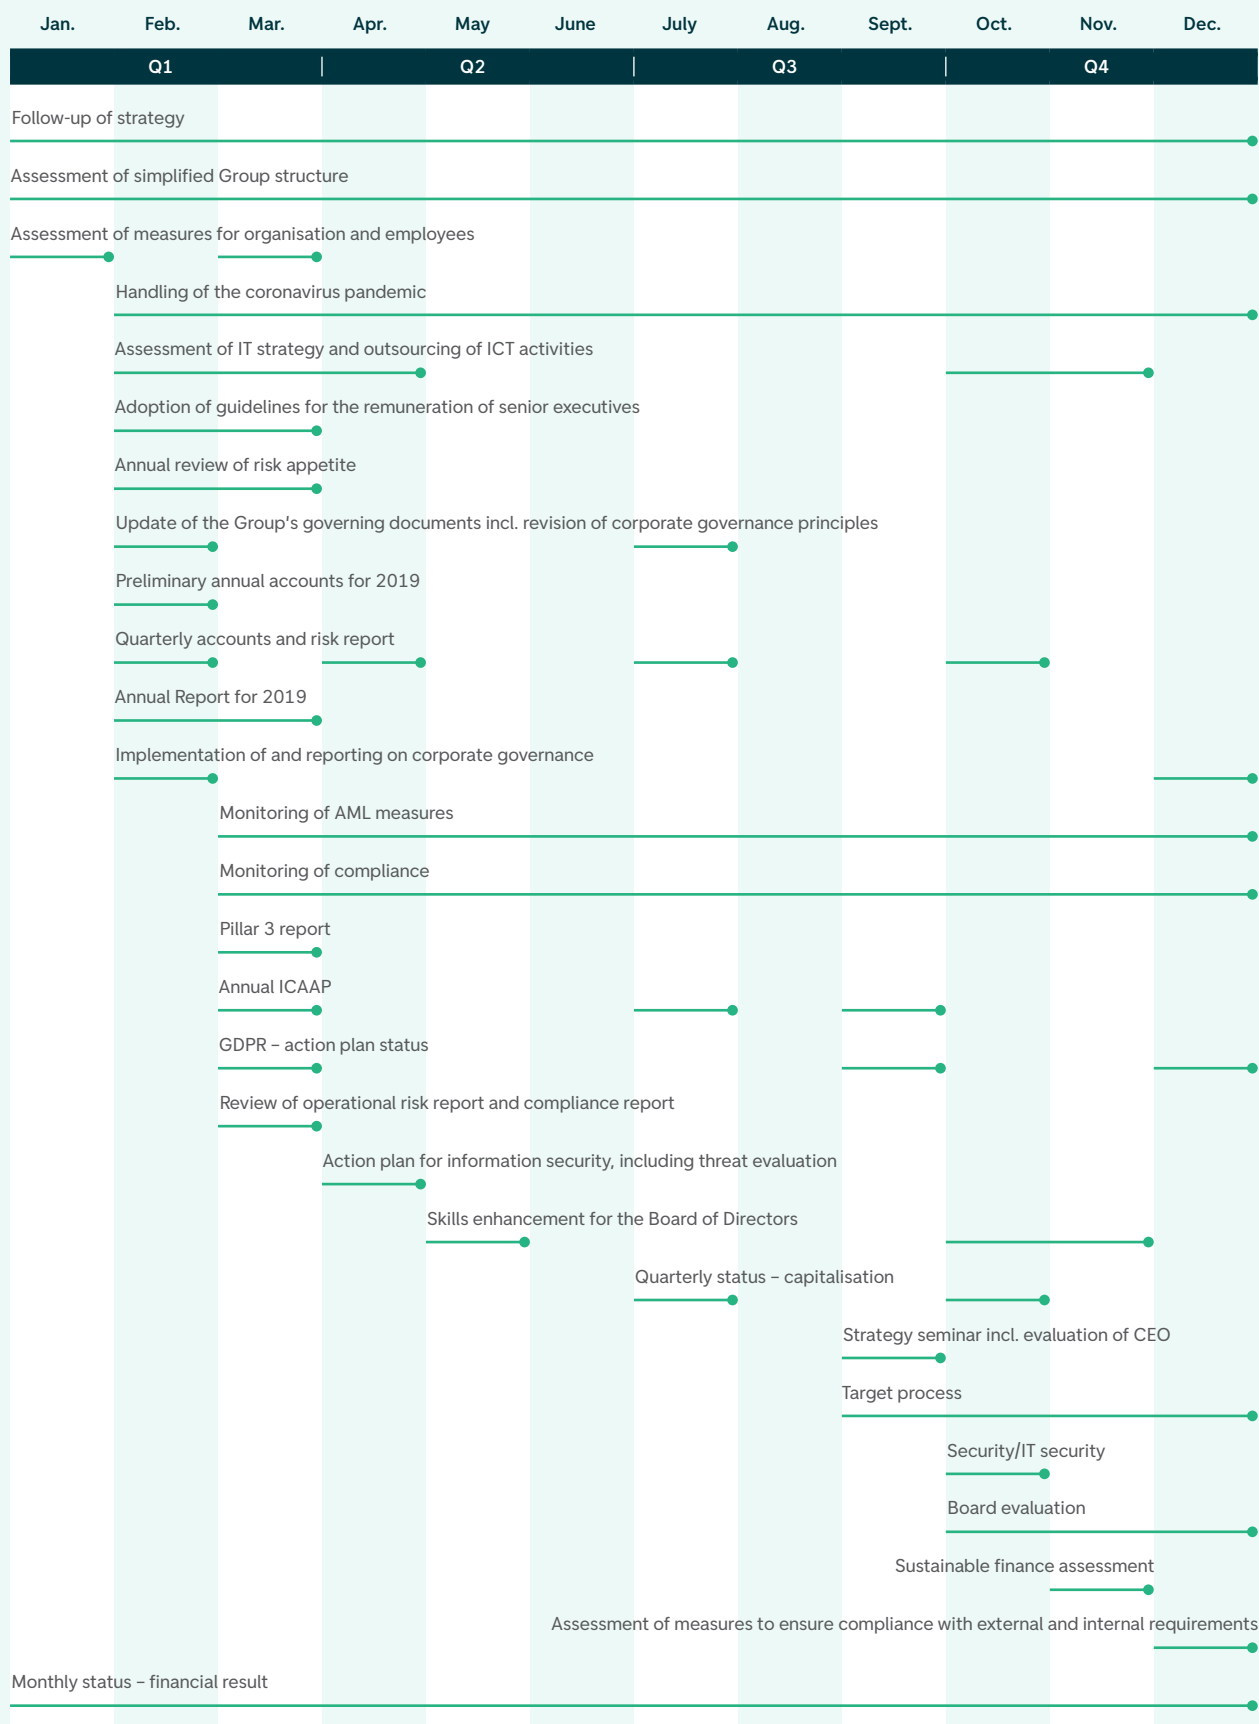 Jan. Feb. Mar. Apr. May June July Aug. Sept. Oct. Nov. Dec.
Q1 Q2 Q3 Q4
Follow-up of strategy
Assessment of simplified Group structure
Assessment of measures for organisation and employees
Handling of the coronavirus pandemic
Assessment of IT strategy and outsourcing of ICT activities
Adoption of guidelines for the remuneration of senior executives
Annual review of risk appetite
Update of the Group's governing documents incl. revision of corporate governance principles
Preliminary annual accounts for 2019
Quarterly accounts and risk report
Annual Report for 2019
Implementation of and reporting on corporate governance
Monitoring of AML measures
Monitoring of compliance
Pillar 3 report
Annual ICAAP
GDPR – action plan status
Review of operational risk report and compliance report
Action plan for information security, including threat evaluation
Skills enhancement for the Board of Directors
Quarterly status – capitalisation
Strategy seminar incl. evaluation of CEO
Target process
Security/IT security
Board evaluation
Sustainable finance assessment
Assessment of measures to ensure compliance with external and internal requirements
Monthly status – financial result